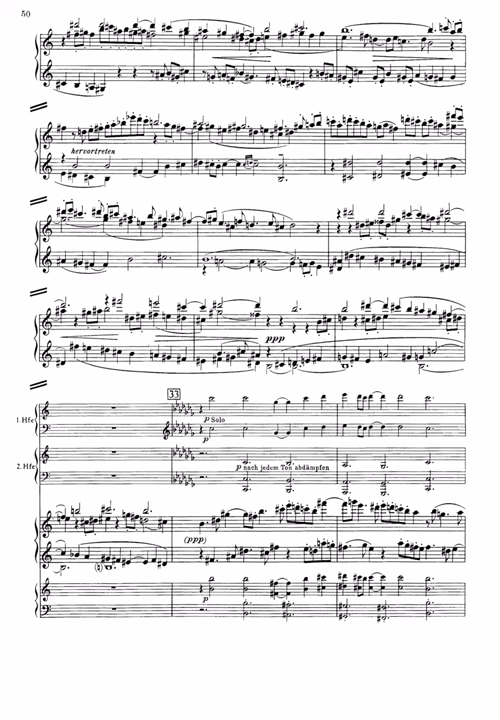 50
hervortreten
ppp
33
1.Hfe
p Solo
2.Hfe
p nach jedem Ton abdämpfen
(ppp)
p